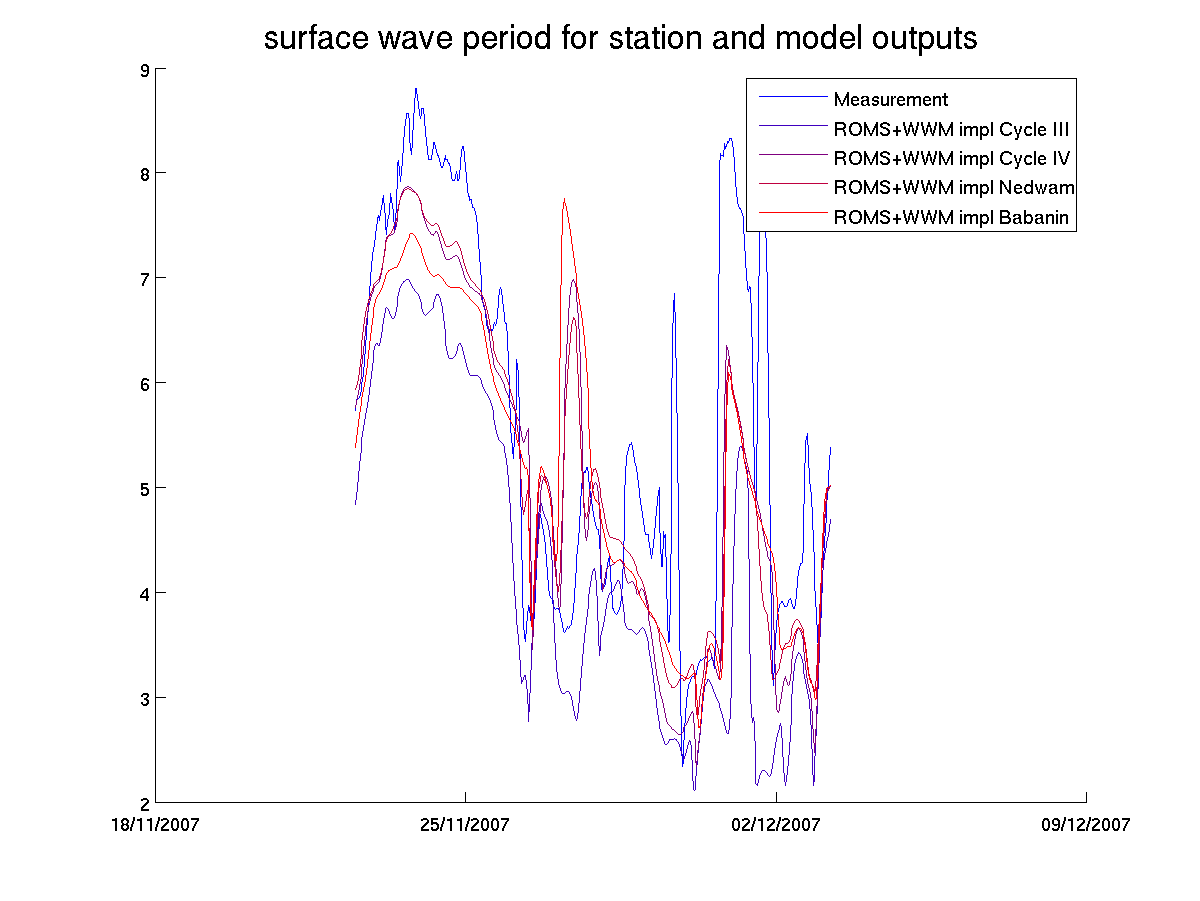 surface wave period for station and model outputs
9
8
7
6
5
4
3
2
18/11/2007
25/11/2007
02/12/2007
09/12/2007
Measurement
ROMS+WWM impl Cycle III
ROMS+WWM impl Cycle IV
ROMS+WWM impl Nedwam
ROMS+WWM impl Babanin